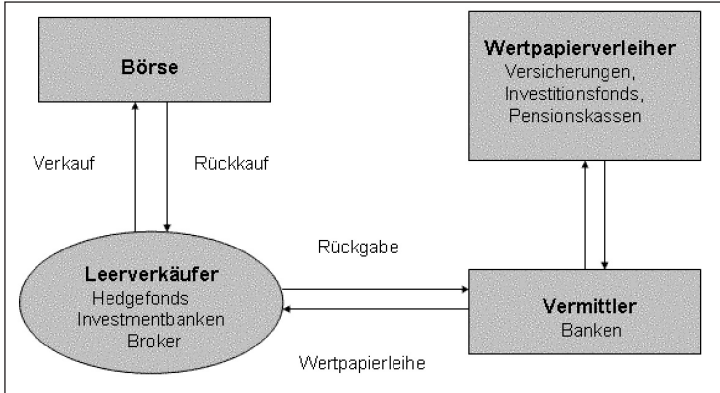 Börse
Wertpapierverleiher
Versicherungen,
Investitionsfonds,
Pensionskassen
Verkauf
Rückkauf
Rückgabe
Leerverkäufer
Hedgefonds
Investmentbanken
Broker
Vermittler
Banken
Wertpapierleihe